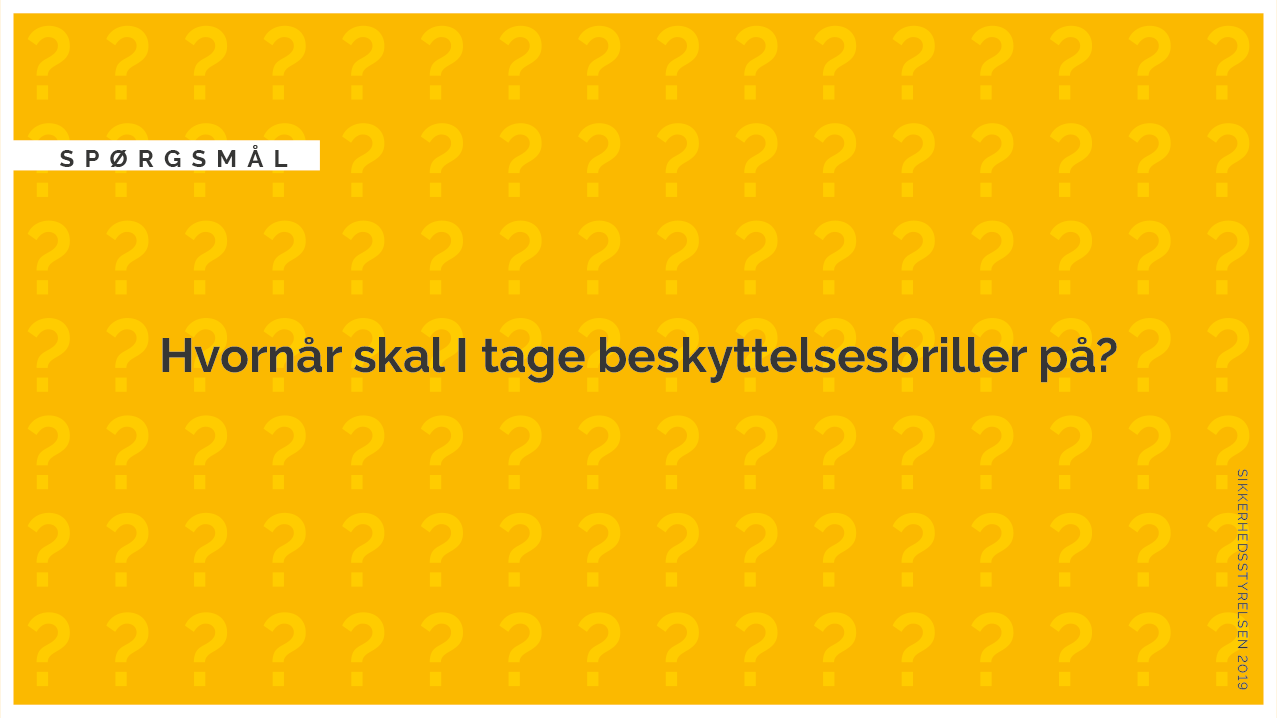 SPØRGSMÅL
Hvornår skal I tage beskyttelsesbriller på?
SIKKERHEDSSTYRELSEN 2019